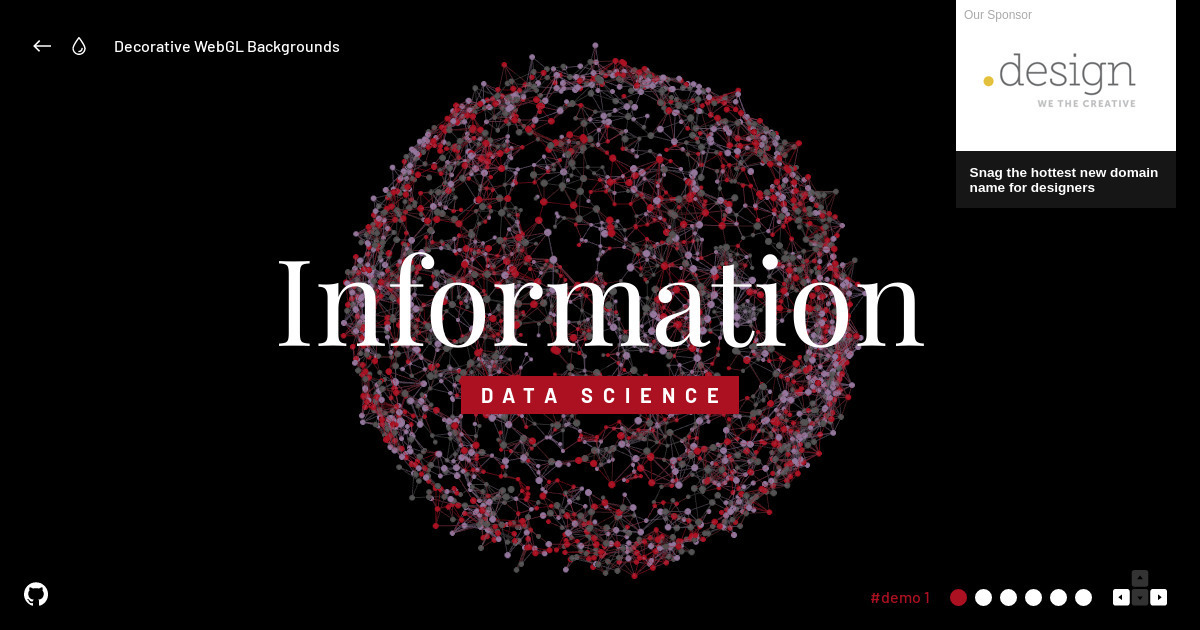 Decorative WebGL Backgrounds
Our Sponsor
.design
WE THE CREATIVE
Snag the hottest new domain
name for designers
Information
DATA SCIENCE
#demo 1